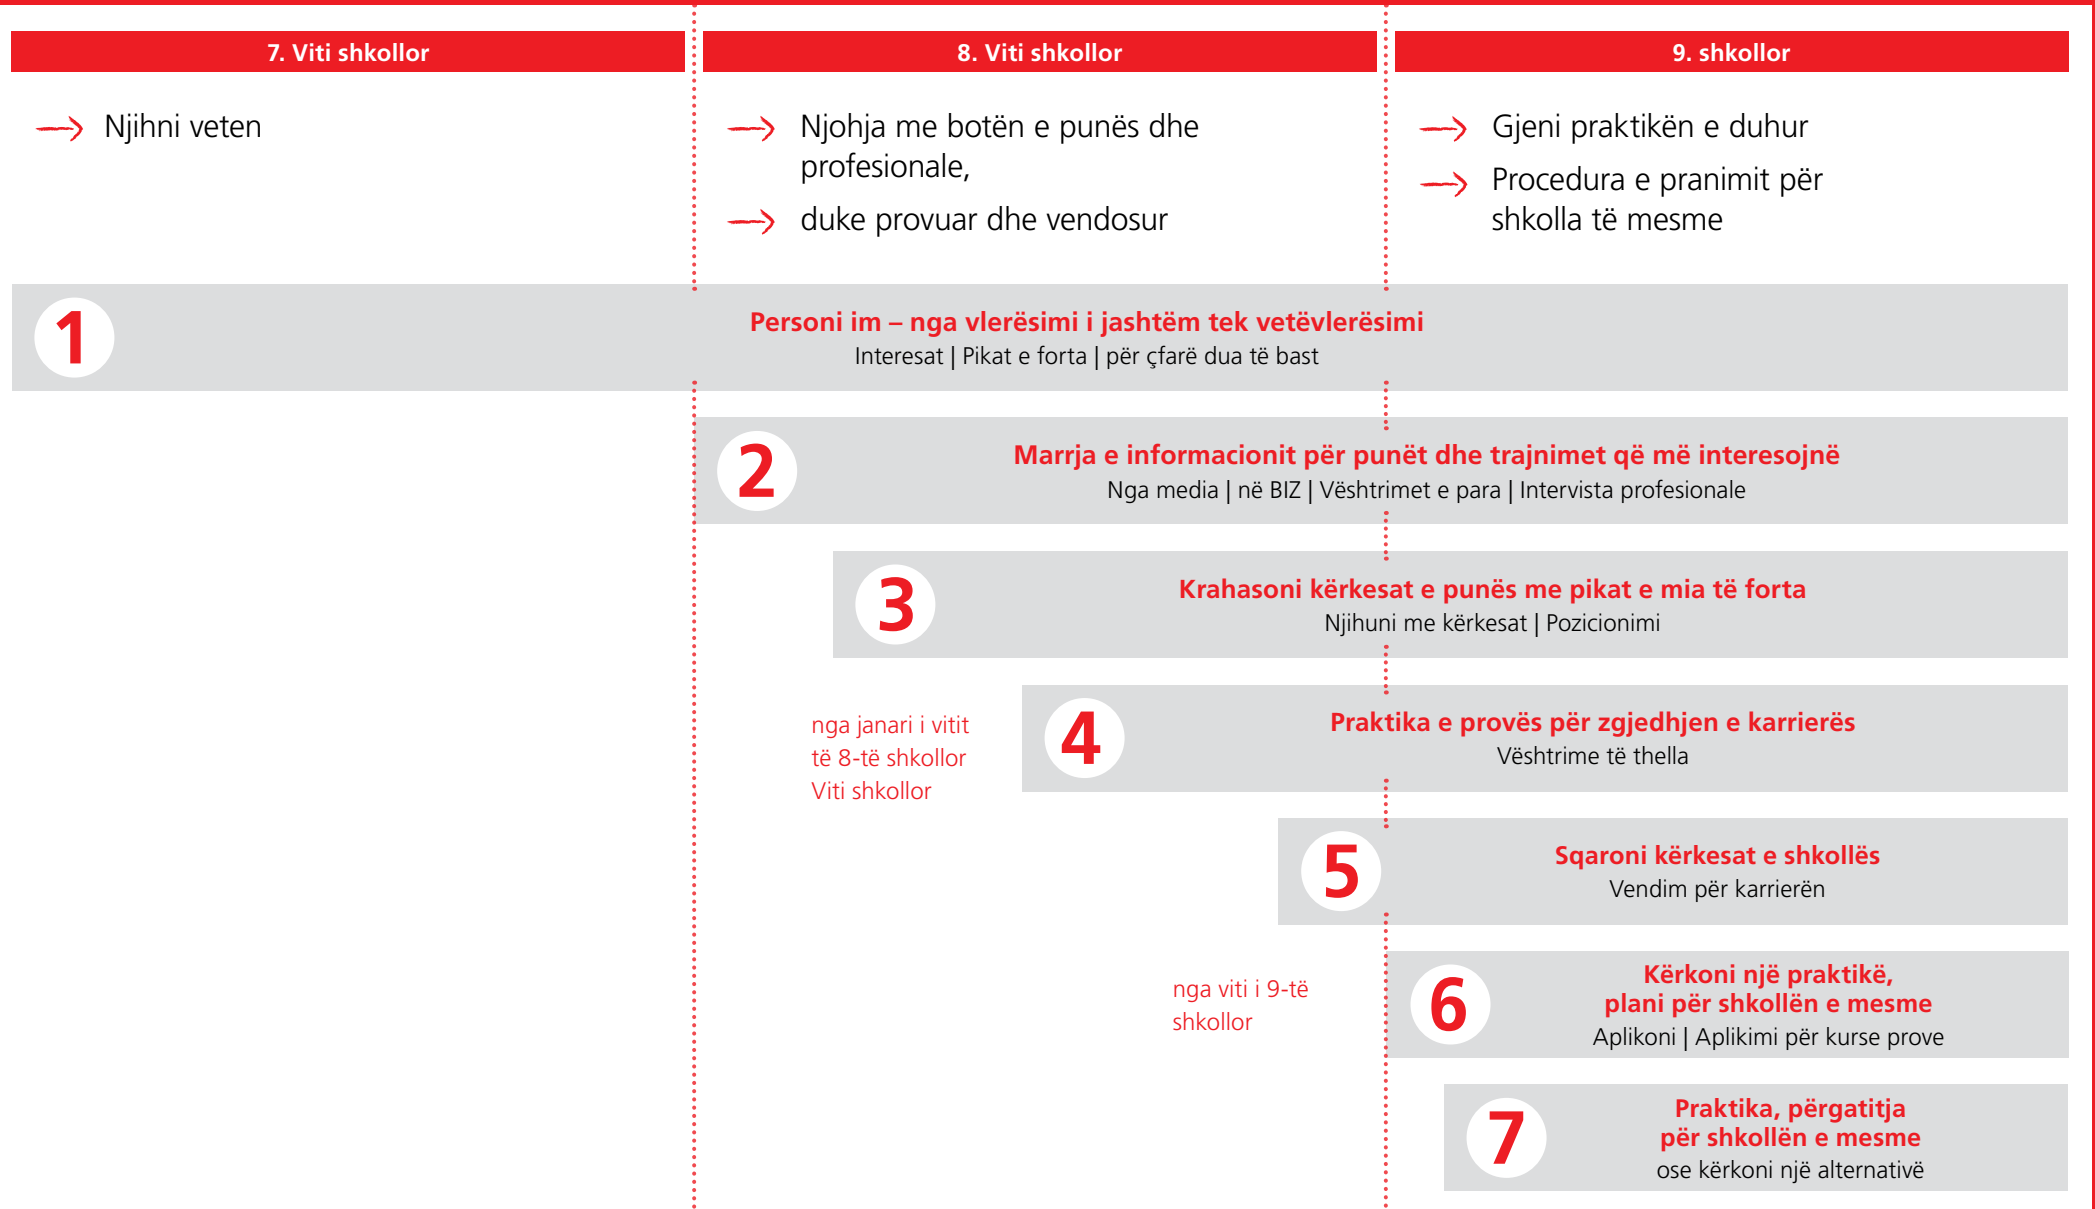 7. Viti shkollor
8. Viti shkollor
9. shkollor
Njihni veten
Njohja me botën e punës dhe
profesionale,
duke provuar dhe vendosur
Gjeni praktikën e duhur
Procedura e pranimit për
shkolla të mesme
1
Personi im – nga vlerësimi i jashtëm tek vetëvlerësimi
Interesat | Pikat e forta | për çfarë dua të bast
2
Marrja e informacionit për punët dhe trajnimet që më interesojnë
Nga media | në BIZ | Vështrimet e para | Intervista profesionale
3
Krahasoni kërkesat e punës me pikat e mia të forta
Njihuni me kërkesat | Pozicionimi
nga janari i vitit
të 8-të shkollor
Viti shkollor
4
Praktika e provës për zgjedhjen e karrierës
Vështrime të thella
5
Sqaroni kërkesat e shkollës
Vendim për karrierën
nga viti i 9-të
shkollor
6
Kërkoni një praktikë,
plani për shkollën e mesme
Aplikoni | Aplikimi për kurse prove
7
Praktika, përgatitja
për shkollën e mesme
ose kërkoni një alternativë